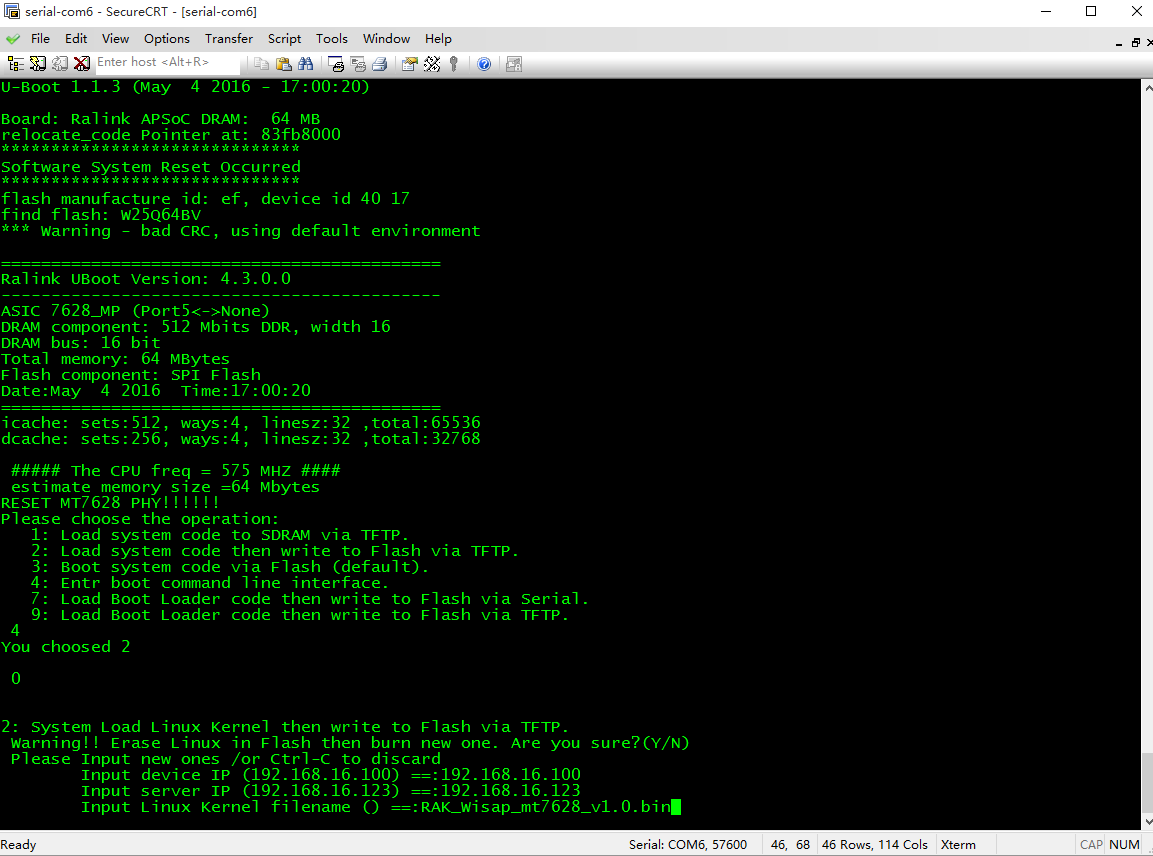 serial-com6 - SecureCRT - [serial-com6]
File Edit View Options Transfer Script Tools Window Help
Enter host <Alt+R>
U-Boot 1.1.3 (May  4 2016 - 17:00:20)
Board: Ralink APSoC DRAM:  64 MB
relocate_code Pointer at: 83fb8000
******************************
Software System Reset Occurred
******************************
flash manufacture id: ef, device id 40 17
find flash: W25Q64BV
*** Warning - bad CRC, using default environment
============================================
Ralink UBoot Version: 4.3.0.0
--------------------------------------------
ASIC 7628_MP (Port5<->None)
DRAM component: 512 Mbits DDR, width 16
DRAM bus: 16 bit
Total memory: 64 MBytes
Flash component: SPI Flash
Date:May  4 2016  Time:17:00:20
============================================
icache: sets:512, ways:4, linesz:32 ,total:65536
dcache: sets:256, ways:4, linesz:32 ,total:32768
##### The CPU freq = 575 MHZ ####
estimate memory size =64 Mbytes
RESET MT7628 PHY!!!!!!
Please choose the operation:
1: Load system code to SDRAM via TFTP.
2: Load system code then write to Flash via TFTP.
3: Boot system code via Flash (default).
4: Entr boot command line interface.
7: Load Boot Loader code then write to Flash via Serial.
9: Load Boot Loader code then write to Flash via TFTP.
4
You choosed 2
0
2: System Load Linux Kernel then write to Flash via TFTP.
Warning!! Erase Linux in Flash then burn new one. Are you sure?(Y/N)
Please Input new ones /or Ctrl-C to discard
Input device IP (192.168.16.100) ==:192.168.16.100
Input server IP (192.168.16.123) ==:192.168.16.123
Input Linux Kernel filename () ==:RAK_Wisap_mt7628_v1.0.bin
Ready Serial: COM6, 57600 46, 68 46 Rows, 114 Cols Xterm CAP NUM